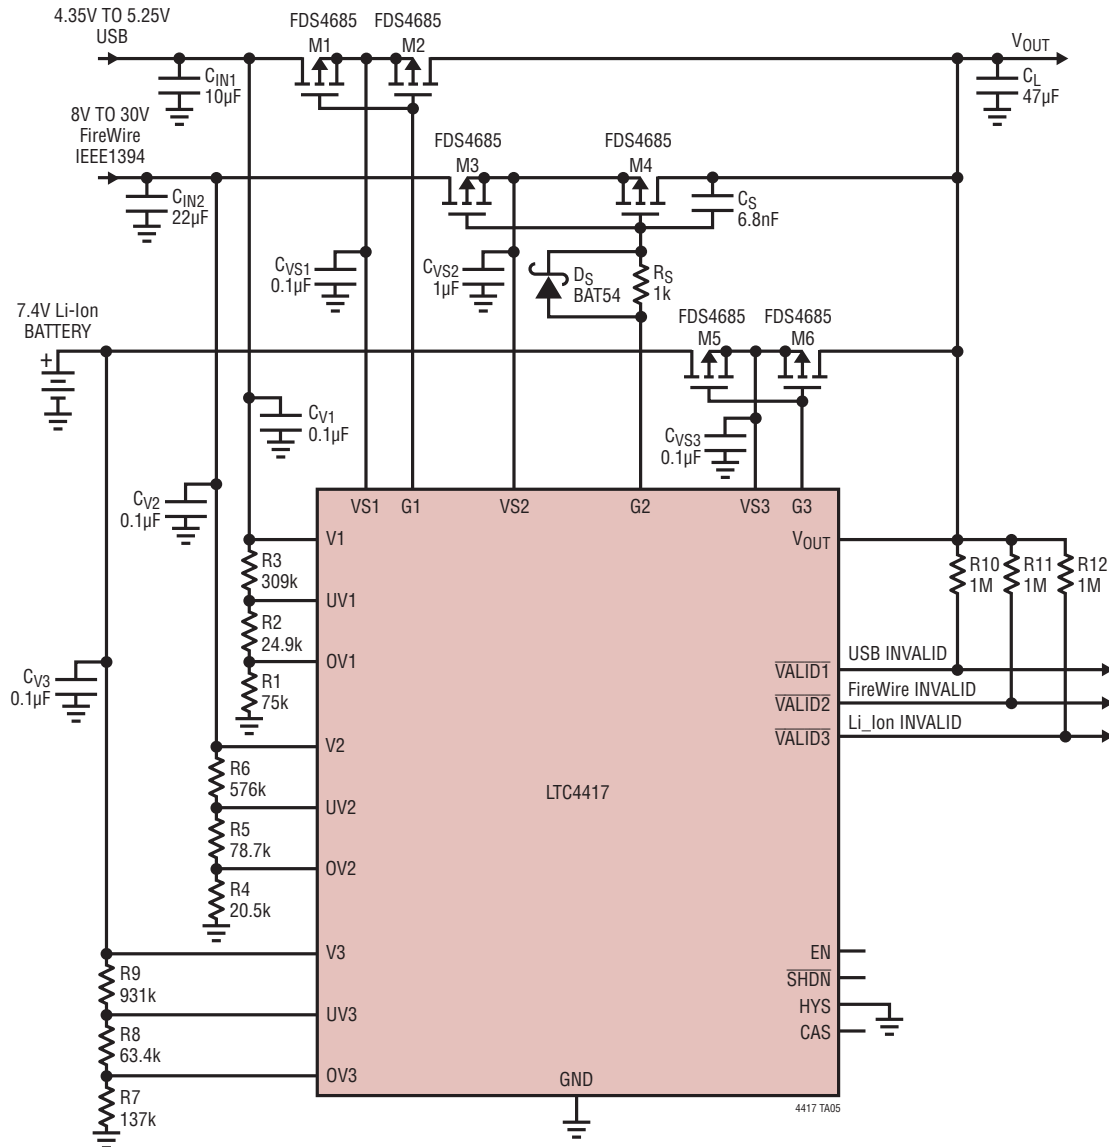 4.35V TO 5.25V
USB
FDS4685
M1
FDS4685
M2
VOUT
CIN1
10µF
CL
47µF
8V TO 30V
FireWire
IEEE1394
FDS4685
M3
FDS4685
M4
CIN2
22µF
CS
6.8nF
CVS1
0.1µF
CVS2
1µF
DS
BAT54
RS
1k
7.4V Li-Ion
BATTERY
+
FDS4685
M5
FDS4685
M6
CV1
0.1µF
CVS3
0.1µF
CV2
0.1µF
VS1
G1
VS2
G2
VS3
G3
V1
VOUT
R3
309k
R10
1M
R11
1M
R12
1M
UV1
R2
24.9k
OV1
USB INVALID
VALID1
CV3
0.1µF
R1
75k
FireWire INVALID
VALID2
Li_Ion INVALID
VALID3
V2
R6
576k
LTC4417
UV2
R5
78.7k
OV2
R4
20.5k
V3
EN
R9
931k
SHDN
HYS
UV3
CAS
R8
63.4k
OV3
GND
R7
137k
4417 TA05